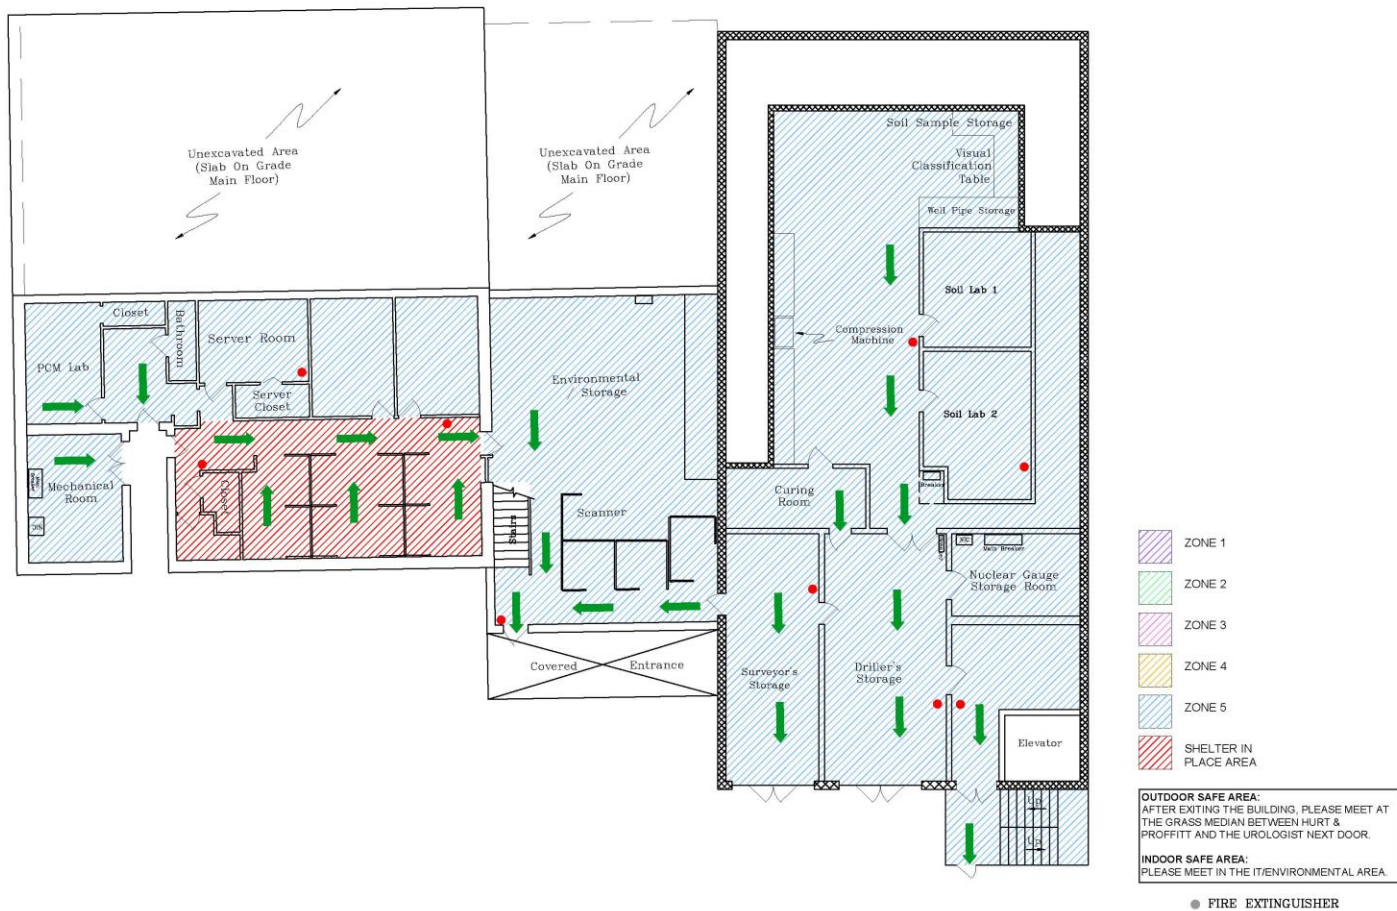 Unexcavated Area
(Slab On Grade
Main Floor)
Unexcavated Area
(Slab On Grade
Main Floor)
Soil Sample Storage
Visual
Classification
Table
Well Pipe Storage
Soil Lab 1
Compression
Machine
Soil Lab 2
Closet
Bathroom
Server Room
PCM Lab
Server
Closet
Environmental
Storage
Mechanical
Room
Closet
Stairs
Scanner
Curing
Room
Breaker
Main Breaker
Nuclear Gauge
Storage Room
Covered
Entrance
Surveyor's
Storage
Driller's
Storage
Elevator
Up
Up
ZONE 1
ZONE 2
ZONE 3
ZONE 4
ZONE 5
SHELTER IN
PLACE AREA
OUTDOOR SAFE AREA:
AFTER EXITING THE BUILDING, PLEASE MEET AT
THE GRASS MEDIAN BETWEEN HURT &
PROFFITT AND THE UROLOGIST NEXT DOOR.
INDOOR SAFE AREA:
PLEASE MEET IN THE IT/ENVIRONMENTAL AREA.
FIRE EXTINGUISHER